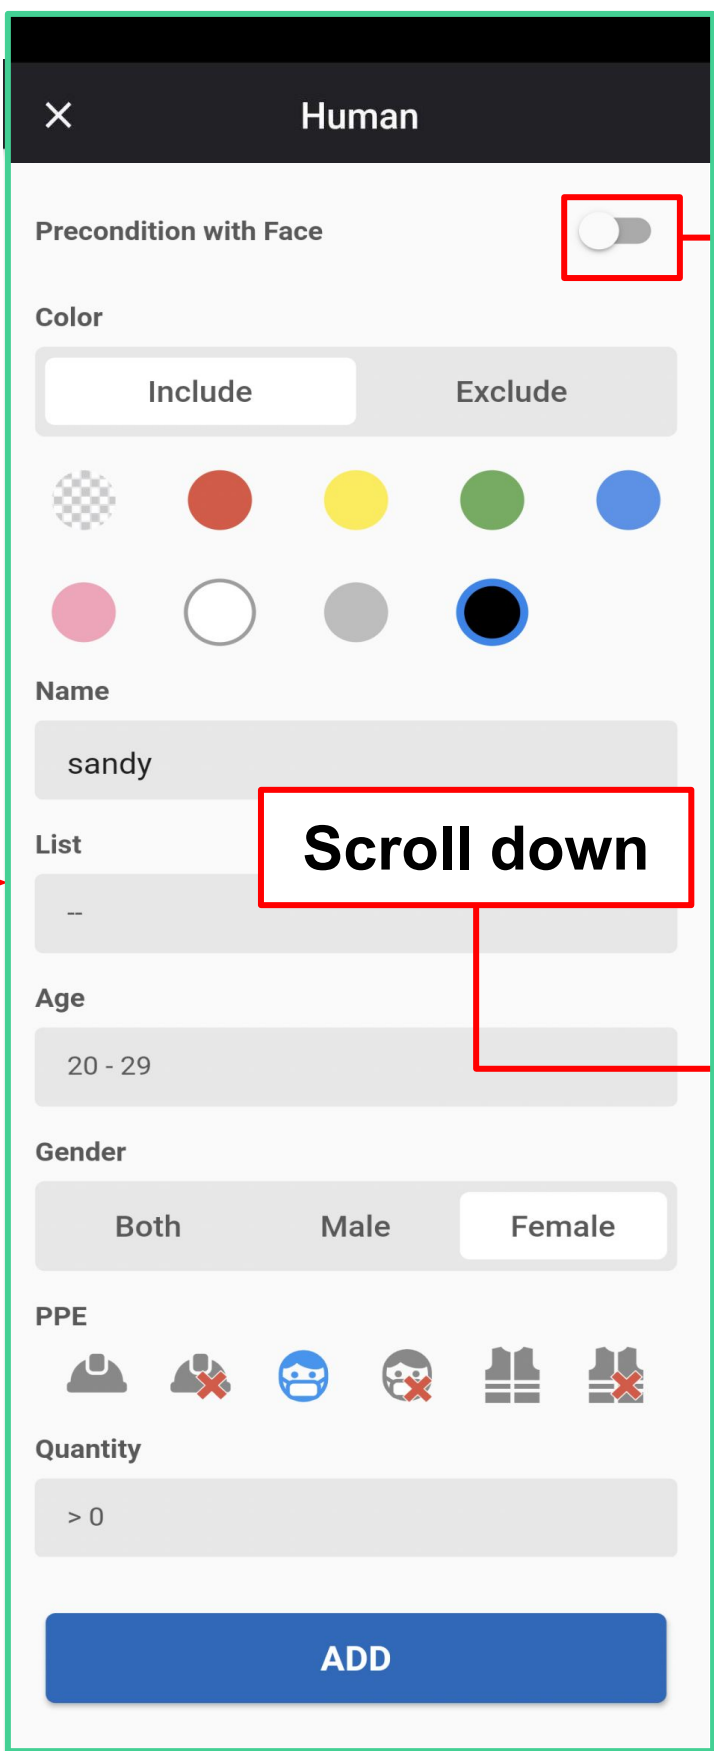 Human
Precondition with Face
Color
Include Exclude
Name
sandy
List
Scroll down
--
Age
20 - 29
Gender
Both Male Female
PPE
Quantity
> 0
ADD